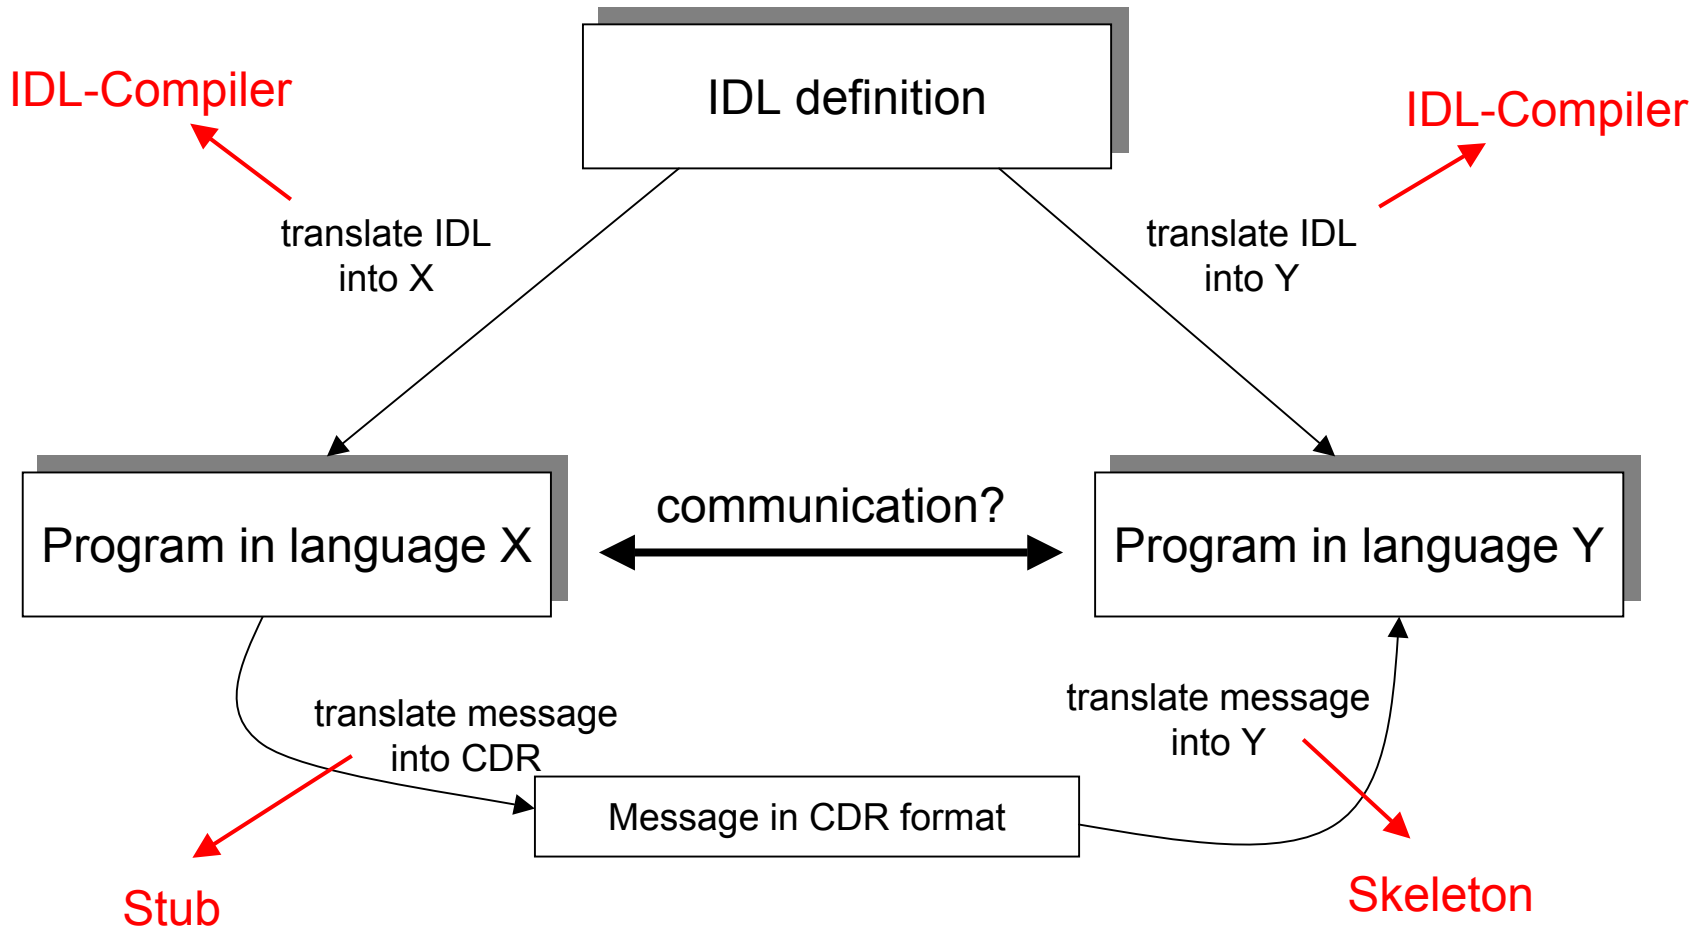 IDL definition
IDL-Compiler
IDL-Compiler
translate IDL
into X
translate IDL
into Y
communication?
Program in language X
Program in language Y
translate message
into CDR
translate message
into Y
Message in CDR format
Stub
Skeleton